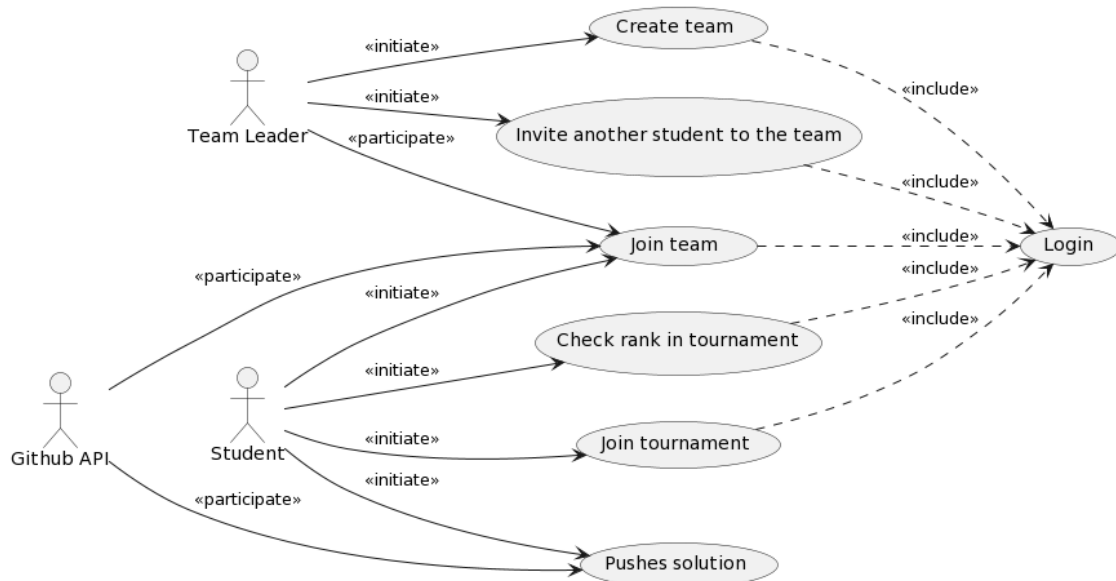 Create team
«initiate»
«include»
«initiate»
Team Leader
Invite another student to the team
«participate»
«include»
Join team
«include»
Login
«participate»
«include»
«initiate»
«include»
Check rank in tournament
«initiate»
«initiate»
Join tournament
Github API
Student
«initiate»
«participate»
Pushes solution